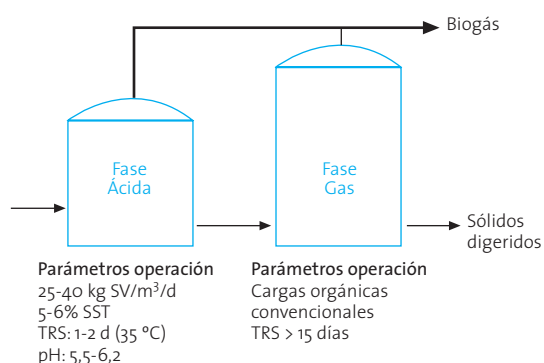 Biogás
Fase
Ácida
Fase
Gas
Sólidos
digeridos
Parámetros operación
25-40 kg SV/m³/d
5-6% SST
TRS: 1-2 d (35 ºC)
pH: 5,5-6,2
Parámetros operación
Cargas orgánicas
convencionales
TRS > 15 días